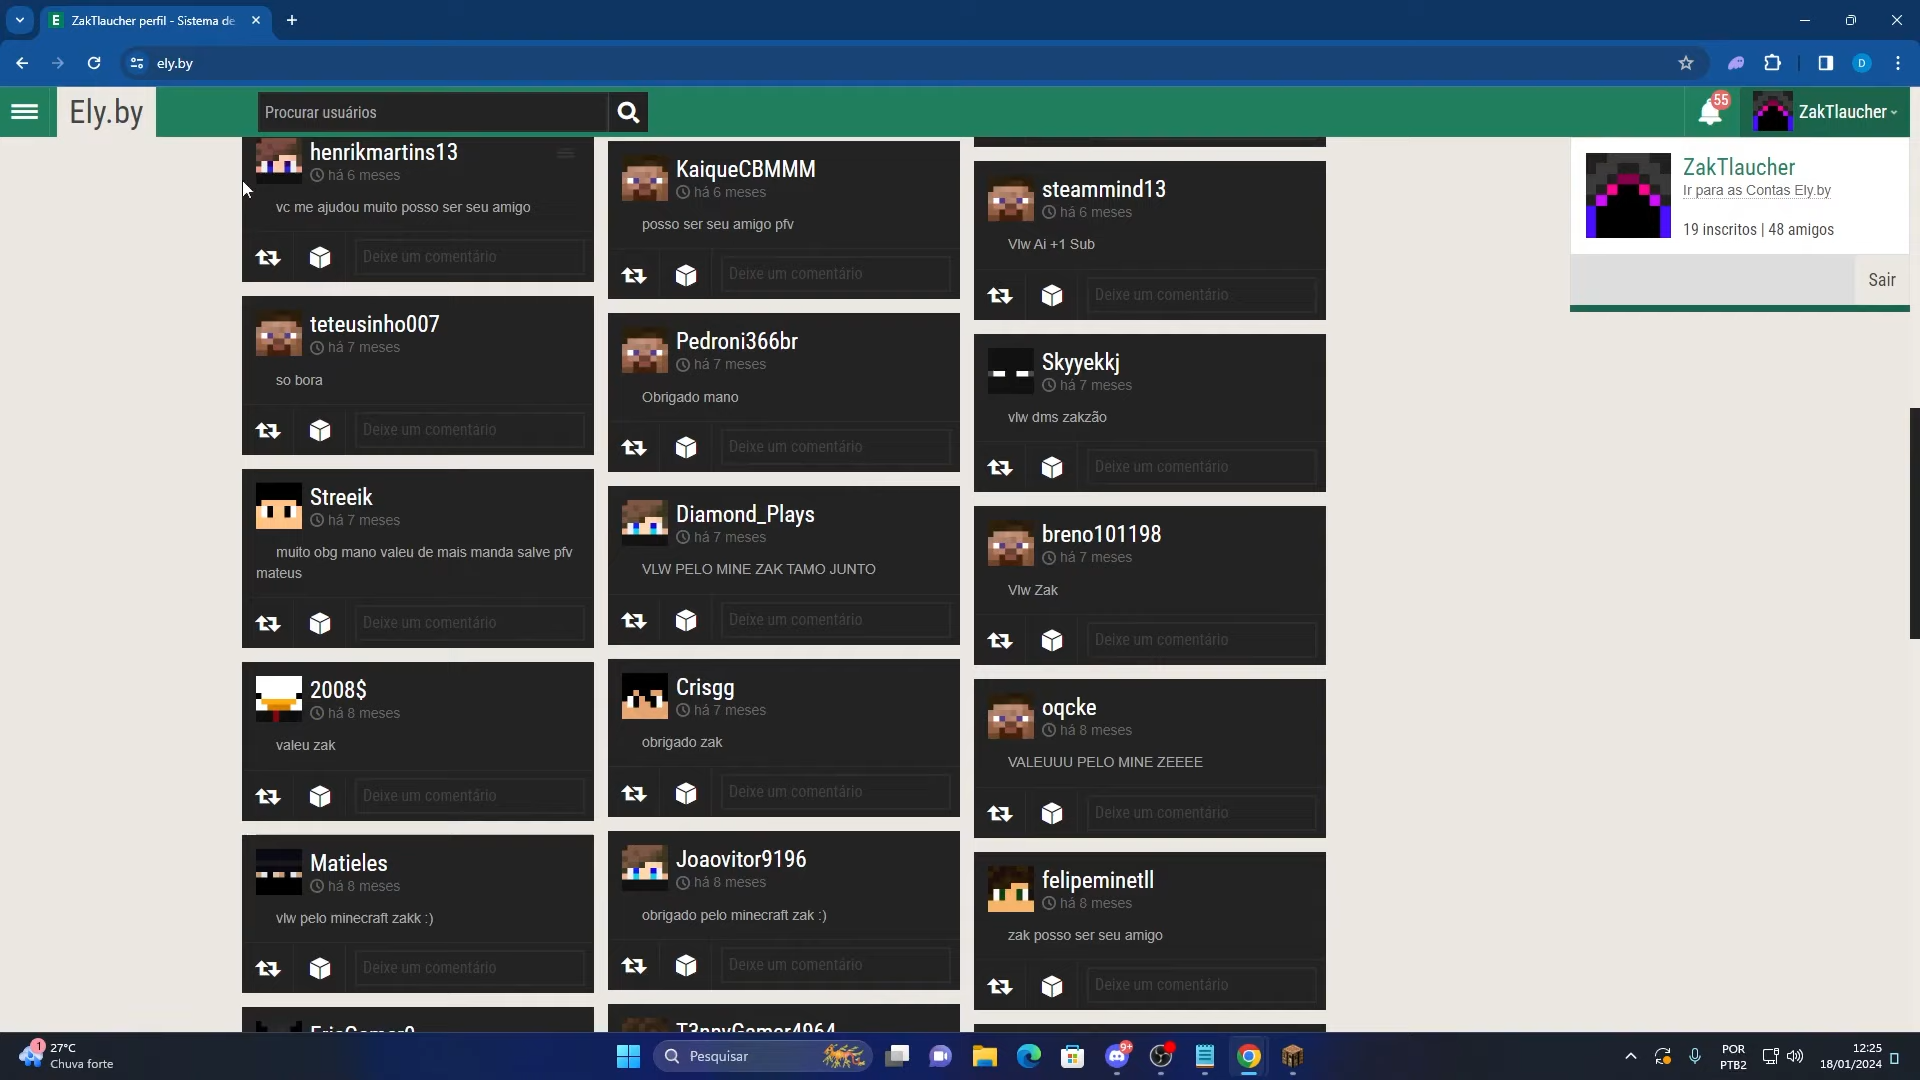 E ZakTlaucher perfil - Sistema de
ely.by
D
Ely.by
Procurar usuários
55
ZakTlaucher
henrikmartins13
há 6 meses
vc me ajudou muito posso ser seu amigo
Deixe um comentário
teteusinho007
há 7 meses
so bora
Deixe um comentário
Streeik
há 7 meses
muito obg mano valeu de mais manda salve pfv
mateus
Deixe um comentário
2008$
há 8 meses
valeu zak
Deixe um comentário
Matieles
há 8 meses
vlw pelo minecraft zakk :)
Deixe um comentário
KaiqueCBMMM
há 6 meses
posso ser seu amigo pfv
Deixe um comentário
Pedroni366br
há 7 meses
Obrigado mano
Deixe um comentário
Diamond_Plays
há 7 meses
VLW PELO MINE ZAK TAMO JUNTO
Deixe um comentário
Crisgg
há 7 meses
obrigado zak
Deixe um comentário
Joaovitor9196
há 8 meses
obrigado pelo minecraft zak :)
Deixe um comentário
steammind13
há 6 meses
Vlw Ai +1 Sub
Deixe um comentário
Skyyekkj
há 7 meses
vlw dms zakzão
Deixe um comentário
breno101198
há 7 meses
Vlw Zak
Deixe um comentário
oqcke
há 8 meses
VALEUUU PELO MINE ZEEEE
Deixe um comentário
felipeminetll
há 8 meses
zak posso ser seu amigo
Deixe um comentário
ZakTlaucher
Ir para as Contas Ely.by
19 inscritos | 48 amigos
Sair
1
27°C
Chuva forte
Pesquisar
9+
POR
PTB2
12:25
18/01/2024